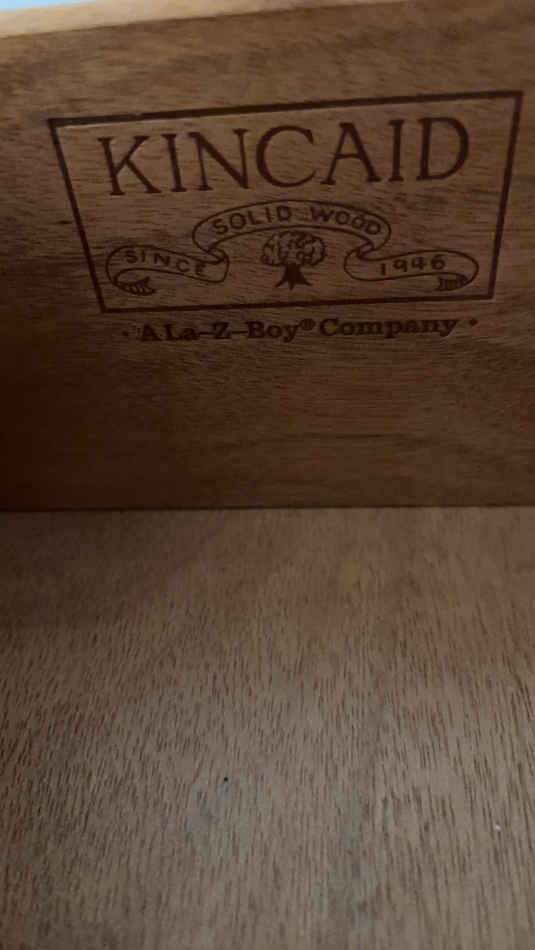 KINCAID
SOLID WOOD
SINCE 1946
· A La-Z-Boy® Company ·